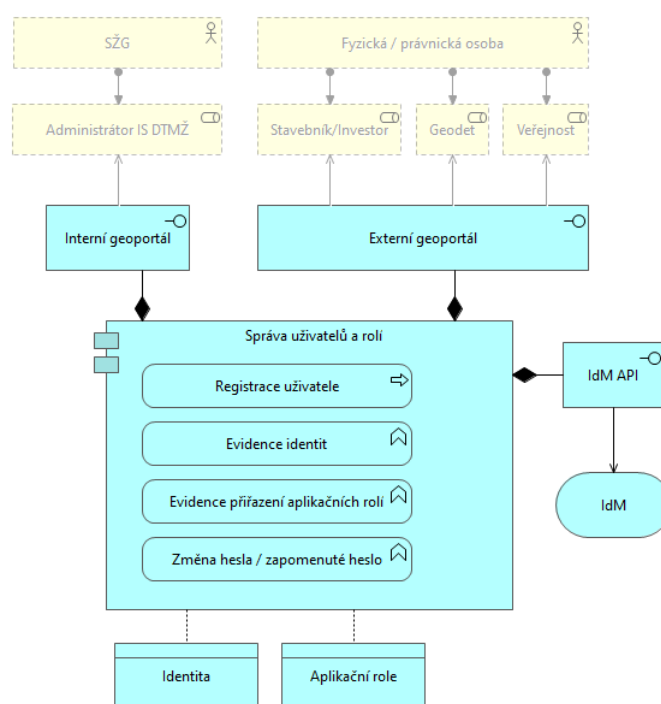 SŽG
Fyzická / právnická osoba
Administrátor IS DTMŽ
Stavebník/Investor
Geodet
Veřejnost
Interní geoportál
Externí geoportál
Správa uživatelů a rolí
Registrace uživatele
IdM API
Evidence identit
Evidence přiřazení aplikačních rolí
IdM
Změna hesla / zapomenuté heslo
Identita
Aplikační role